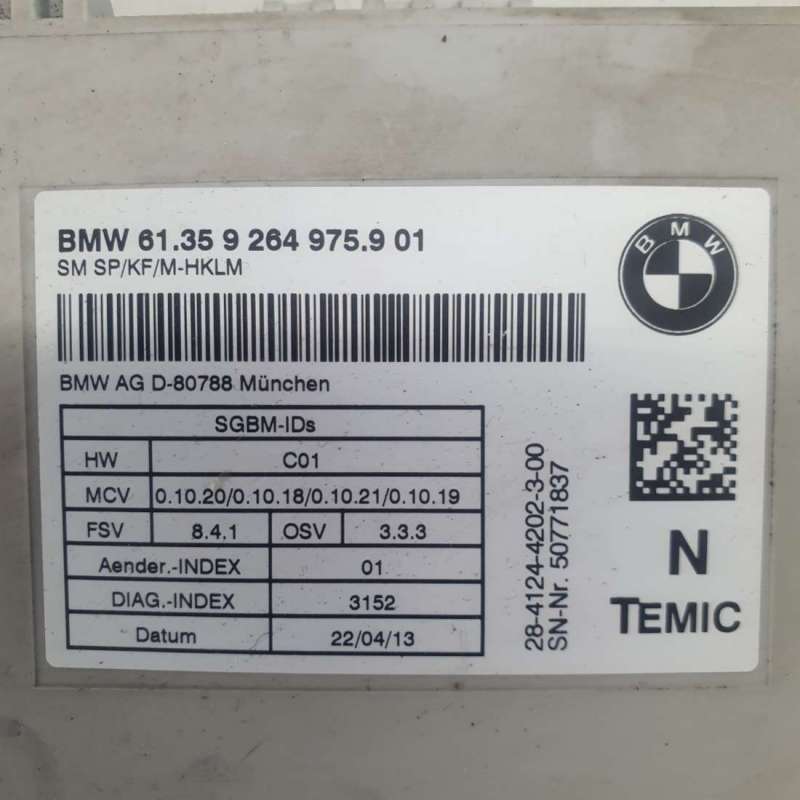 BMW 61.35 9 264 975.9 01
SM SP/KF/M-HKLM
BMW AG D-80788 München
SGBM-IDs
HW C01
MCV 0.10.20/0.10.18/0.10.21/0.10.19
FSV 8.4.1 OSV 3.3.3
Aender.-INDEX 01
DIAG.-INDEX 3152
Datum 22/04/13
28-4124-4202-3-00
SN-Nr. 50771837
BMW
N
TEMIC